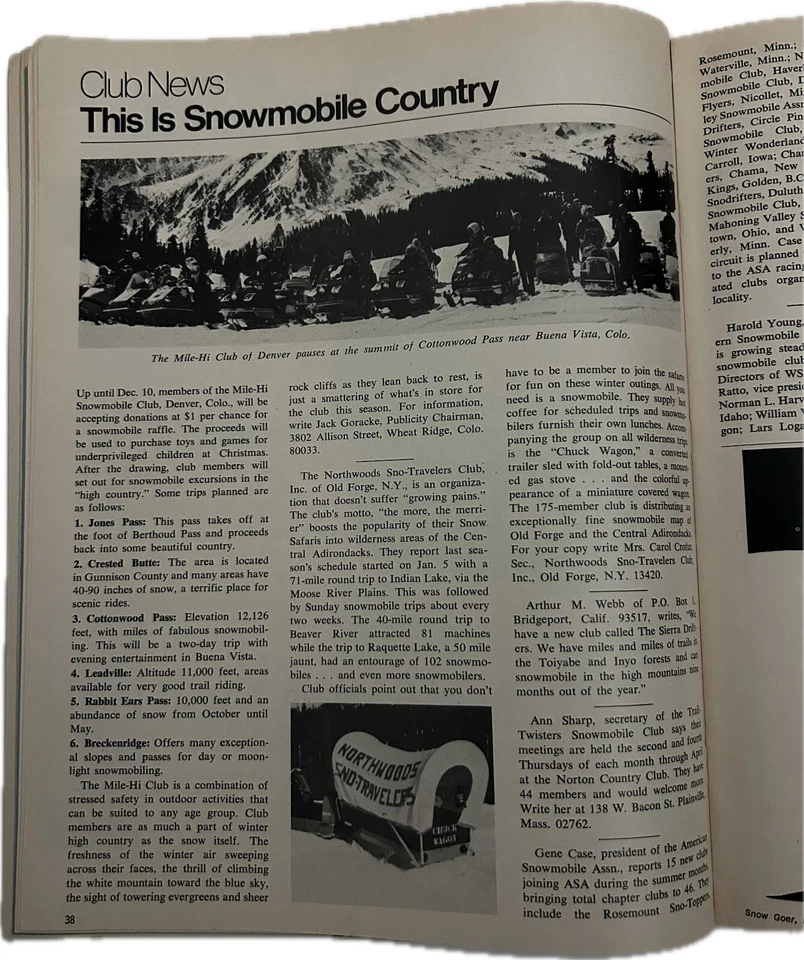 Club News
This Is Snowmobile Country
The Mile-Hi Club of Denver pauses at the summit of Cottonwood Pass near Buena Vista, Colo.
Up until Dec. 10, members of the Mile-Hi
Snowmobile Club, Denver, Colo., will be
accepting donations at $1 per chance for
a snowmobile raffle. The proceeds will
be used to purchase toys and games for
underprivileged children at Christmas.
After the drawing, club members will
set out for snowmobile excursions in the
"high country." Some trips planned are
as follows:
1. Jones Pass: This pass takes off at
the foot of Berthoud Pass and proceeds
back into some beautiful country.
2. Crested Butte: The area is located
in Gunnison County and many areas have
40-90 inches of snow, a terrific place for
scenic rides.
3. Cottonwood Pass: Elevation 12,126
feet, with miles of fabulous snowmobil-
ing. This will be a two-day trip with
evening entertainment in Buena Vista.
4. Leadville: Altitude 11,000 feet, areas
available for very good trail riding.
5. Rabbit Ears Pass: 10,000 feet and an
abundance of snow from October until
May.
6. Breckenridge: Offers many exception-
al slopes and passes for day or moon-
light snowmobiling.
The Mile-Hi Club is a combination of
stressed safety in outdoor activities that
can be suited to any age group. Club
members are as much a part of winter
high country as the snow itself. The
freshness of the winter air sweeping
across their faces, the thrill of climbing
the white mountain toward the blue sky,
the sight of towering evergreens and sheer
38
rock cliffs as they lean back to rest, is
just a smattering of what's in store for
the club this season. For information,
write Jack Goracke, Publicity Chairman,
3802 Allison Street, Wheat Ridge, Colo.
80033.
The Northwoods Sno-Travelers Club,
Inc. of Old Forge, N.Y., is an organiza-
tion that doesn't suffer "growing pains."
The club's motto, "the more, the merri-
er" boosts the popularity of their Snow
Safaris into wilderness areas of the Cen-
tral Adirondacks. They report last sea-
son's schedule started on Jan. 5 with a
71-mile round trip to Indian Lake, via the
Moose River Plains. This was followed
by Sunday snowmobile trips about every
two weeks. The 40-mile round trip to
Beaver River attracted 81 machines
while the trip to Raquette Lake, a 50 mile
jaunt, had an entourage of 102 snowmo-
biles . . . and even more snowmobilers.
Club officials point out that you don't
NORTHWOODS
SNO-TRAVELERS
CHUCK
WAGON
have to be a member to join the safaris
for fun on these winter outings. All you
need is a snowmobile. They supply hot
coffee for scheduled trips and snowmo-
bilers furnish their own lunches. Accom-
panying the group on all wilderness trips
is the "Chuck Wagon," a converted
trailer sled with fold-out tables, a mount-
ed gas stove . . . and the colorful ap-
pearance of a miniature covered wagon.
The 175-member club is distributing an
exceptionally fine snowmobile map of
Old Forge and the Central Adirondacks.
For your copy write Mrs. Carol Crofut,
Sec., Northwoods Sno-Travelers Club,
Inc., Old Forge, N.Y. 13420.
Arthur M. Webb of P.O. Box 1,
Bridgeport, Calif. 93517, writes, "We
have a new club called The Sierra Drift-
ers. We have miles and miles of trails in
the Toiyabe and Inyo forests and can
snowmobile in the high mountains nine
months out of the year."
Ann Sharp, secretary of the Trail-
Twisters Snowmobile Club says their
meetings are held the second and fourth
Thursdays of each month through April
at the Norton Country Club. They have
44 members and would welcome more.
Write her at 138 W. Bacon St. Plainville,
Mass. 02762.
Gene Case, president of the American
Snowmobile Assn., reports 15 new clubs
joining ASA during the summer months,
bringing total chapter clubs to 46. They
include the Rosemount Sno-Toppers,
Rosemount, Minn.;
Waterville, Minn.; N
mobile Club, Haver
Snowmobile Club, D
Flyers, Nicollet, Mi
ley Snowmobile Assn
Drifters, Circle Pin
Snowmobile Club,
Winter Wonderland
Carroll, Iowa; Cha
ers, Chama, New
Kings, Golden, B.C
Snodrifters, Duluth
Snowmobile Club,
Mahoning Valley S
town, Ohio, and V
erly, Minn. Case
circuit is planned
to the ASA racing
ated clubs organ
locality.
Harold Young,
ern Snowmobile
is growing stead
snowmobile club
Directors of WS
Ratto, vice presid
Norman L. Harv
Idaho; William V
gon; Lars Loga
Snow Goer,